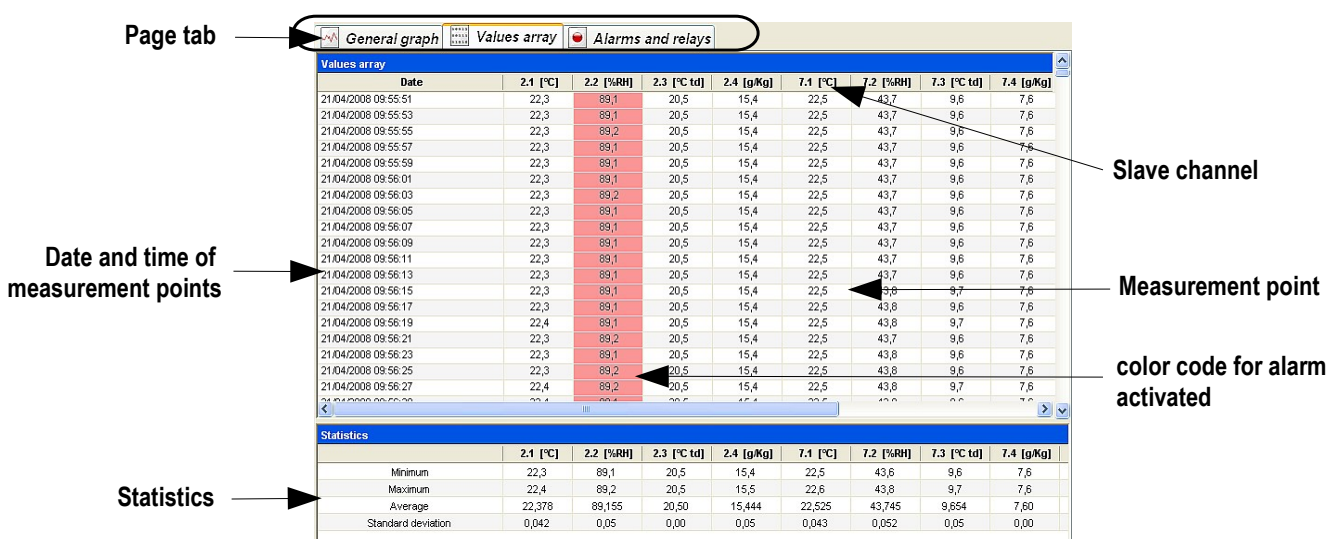 Page tab
General graph Values array Alarms and relays
Values array
Date 2.1 [°C] 2.2 [%RH] 2.3 [°C td] 2.4 [g/Kg] 7.1 [°C] 7.2 [%RH] 7.3 [°C td] 7.4 [g/Kg]
21/04/2008 09:55:51 22,3 89,1 20,5 15,4 22,5 43,7 9,6 7,6
21/04/2008 09:55:53 22,3 89,1 20,5 15,4 22,5 43,7 9,6 7,6
21/04/2008 09:55:55 22,3 89,2 20,5 15,4 22,5 43,7 9,6 7,6
21/04/2008 09:55:57 22,3 89,1 20,5 15,4 22,5 43,7 9,6 7,6
21/04/2008 09:55:59 22,3 89,1 20,5 15,4 22,5 43,7 9,6 7,6
Slave channel
21/04/2008 09:56:01 22,3 89,1 20,5 15,4 22,5 43,7 9,6 7,6
21/04/2008 09:56:03 22,3 89,2 20,5 15,4 22,5 43,7 9,6 7,6
21/04/2008 09:56:05 22,3 89,1 20,5 15,4 22,5 43,7 9,6 7,6
21/04/2008 09:56:07 22,3 89,1 20,5 15,4 22,5 43,7 9,6 7,6
21/04/2008 09:56:09 22,3 89,1 20,5 15,4 22,5 43,7 9,6 7,6
Date and time of
measurement points
21/04/2008 09:56:11 22,3 89,1 20,5 15,4 22,5 43,7 9,6 7,6
21/04/2008 09:56:13 22,3 89,1 20,5 15,4 22,5 43,7 9,6 7,6
21/04/2008 09:56:15 22,3 89,1 20,5 15,4 22,5 43,8 9,7 7,6
Measurement point
21/04/2008 09:56:17 22,3 89,1 20,5 15,4 22,5 43,8 9,6 7,6
21/04/2008 09:56:19 22,4 89,1 20,5 15,4 22,5 43,8 9,7 7,6
21/04/2008 09:56:21 22,3 89,2 20,5 15,4 22,5 43,7 9,6 7,6
21/04/2008 09:56:23 22,3 89,1 20,5 15,4 22,5 43,8 9,6 7,6
21/04/2008 09:56:25 22,3 89,2 20,5 15,4 22,5 43,8 9,6 7,6
21/04/2008 09:56:27 22,4 89,2 20,5 15,4 22,5 43,8 9,7 7,6
color code for alarm
activated
Statistics
2.1 [°C] 2.2 [%RH] 2.3 [°C td] 2.4 [g/Kg] 7.1 [°C] 7.2 [%RH] 7.3 [°C td] 7.4 [g/Kg]
Minimum 22,3 89,1 20,5 15,4 22,5 43,6 9,6 7,6
Maximum 22,4 89,2 20,5 15,5 22,6 43,8 9,7 7,6
Average 22,378 89,155 20,50 15,444 22,525 43,745 9,654 7,60
Standard deviation 0,042 0,05 0,00 0,05 0,043 0,052 0,05 0,00
Statistics